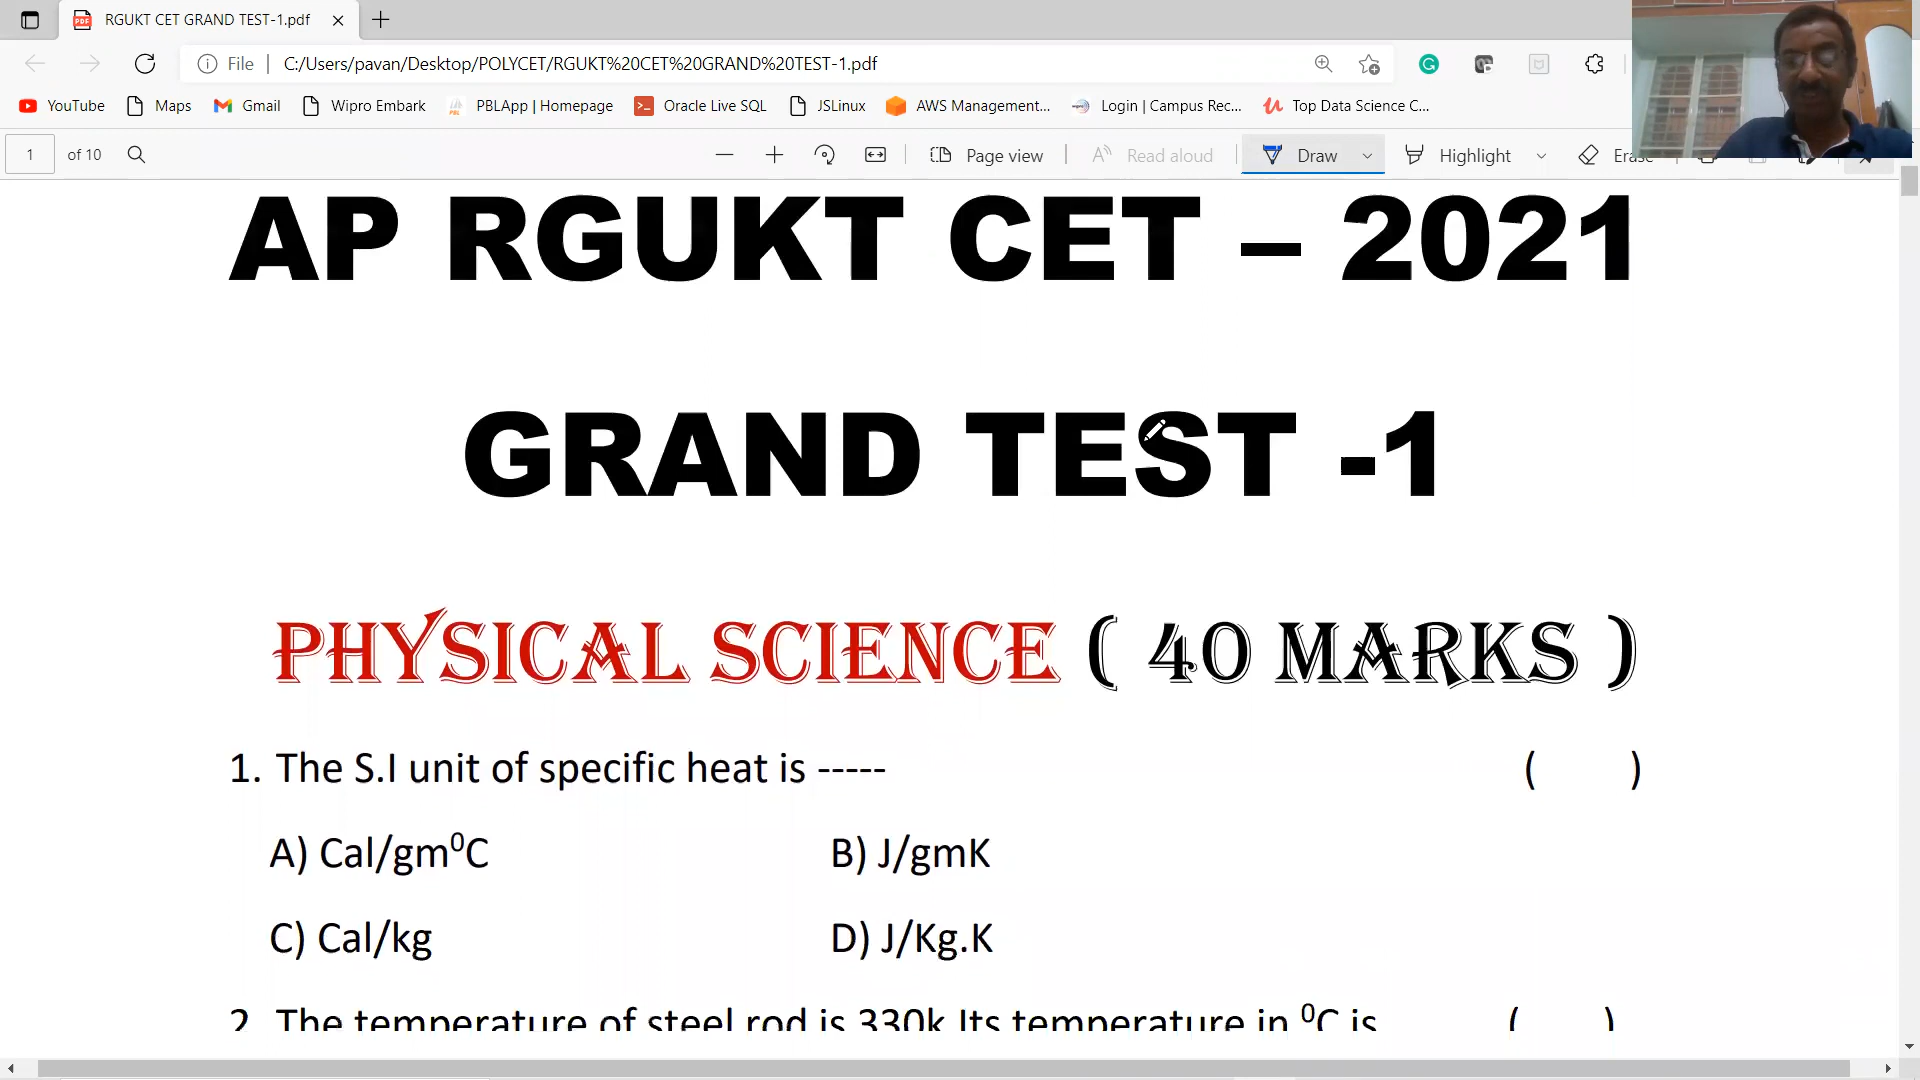 RGUKT CET GRAND TEST-1.pdf
File C:/Users/pavan/Desktop/POLYCET/RGUKT%20CET%20GRAND%20TEST-1.pdf
YouTube Maps Gmail Wipro Embark PBLApp | Homepage Oracle Live SQL JSLinux AWS Management... Login | Campus Rec... Top Data Science C...
1 of 10 Page view Read aloud Draw Highlight
AP RGUKT CET – 2021
GRAND TEST -1
PHYSICAL SCIENCE ( 40 MARKS )
1. The S.I unit of specific heat is ----- ( )
A) Cal/gm⁰C B) J/gmK
C) Cal/kg D) J/Kg.K
2. The temperature of steel rod is 330k Its temperature in ⁰C is ( )